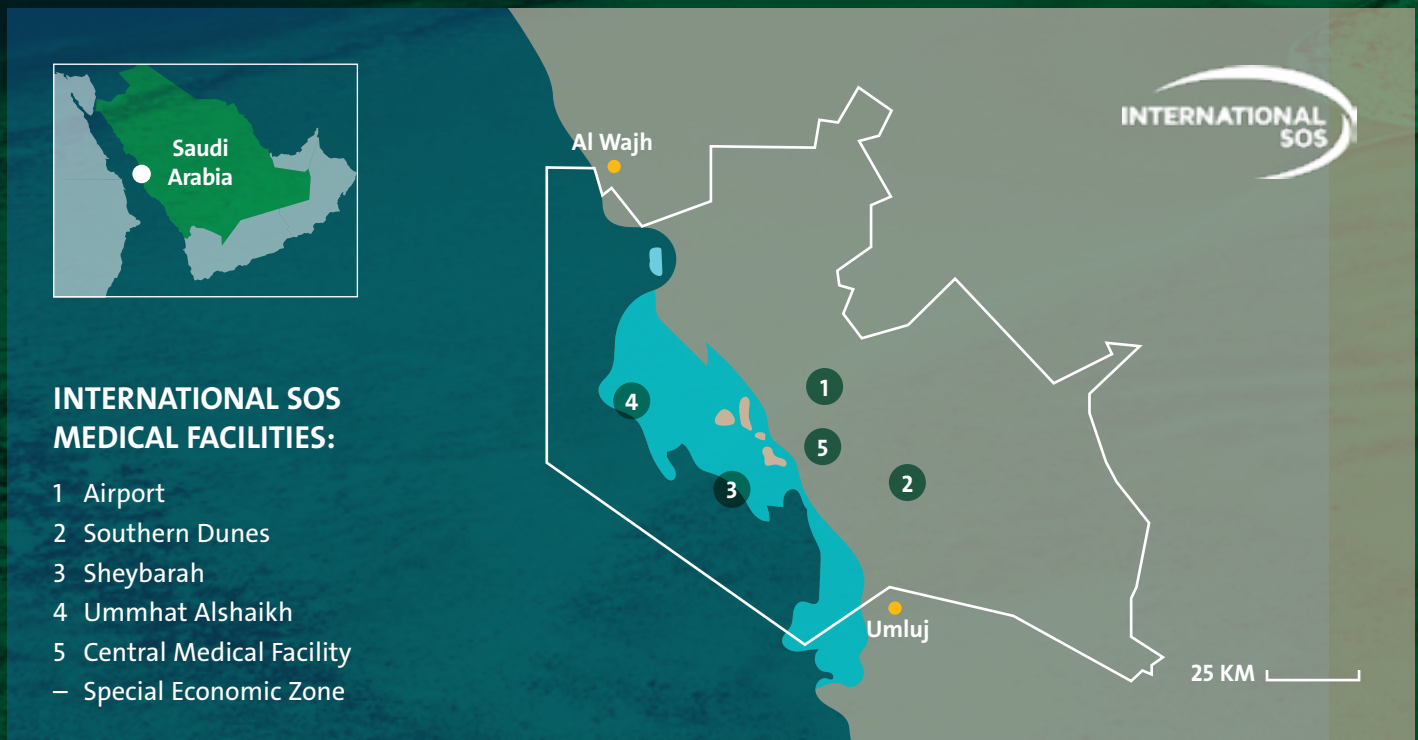 Saudi
Arabia
INTERNATIONAL SOS
MEDICAL FACILITIES:
1 Airport
2 Southern Dunes
3 Sheybarah
4 Ummhat Alshaikh
5 Central Medical Facility
– Special Economic Zone
Al Wajh
1
4
5
2
3
Umluj
25 KM
INTERNATIONAL
SOS